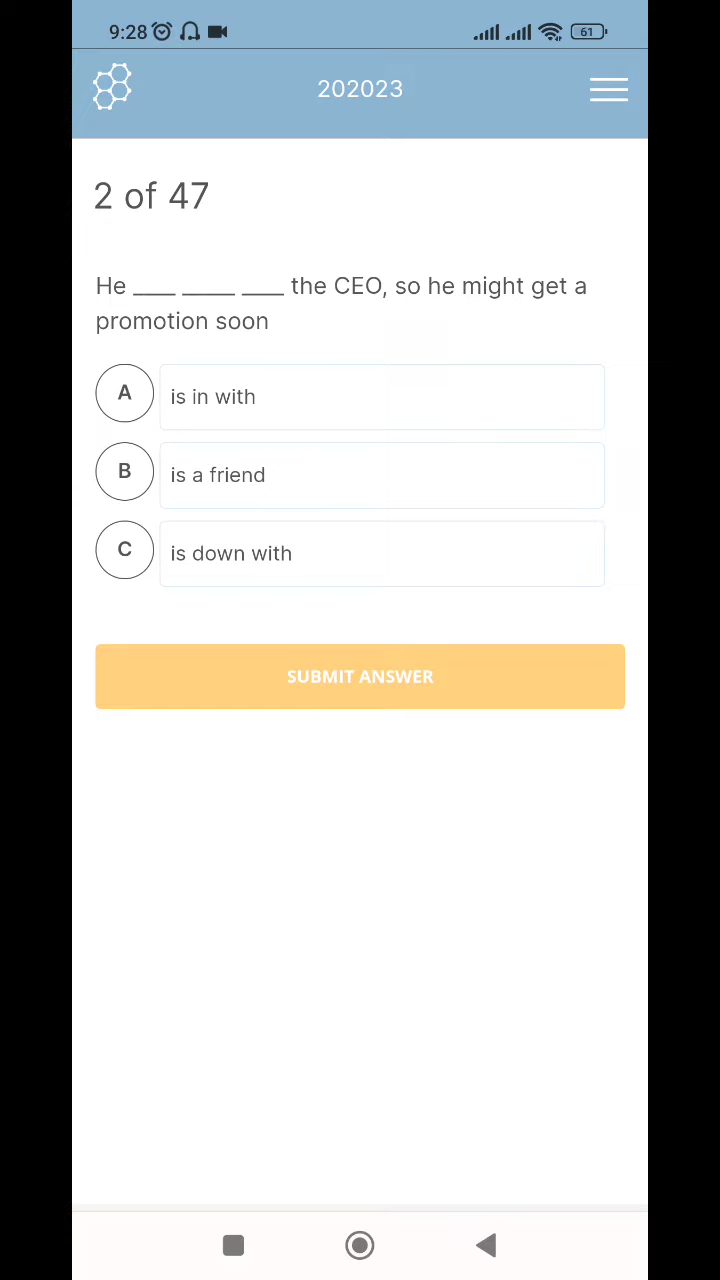 9:28 61
202023
2 of 47
He ____ _____ ____ the CEO, so he might get a
promotion soon
A is in with
B is a friend
C is down with
SUBMIT ANSWER